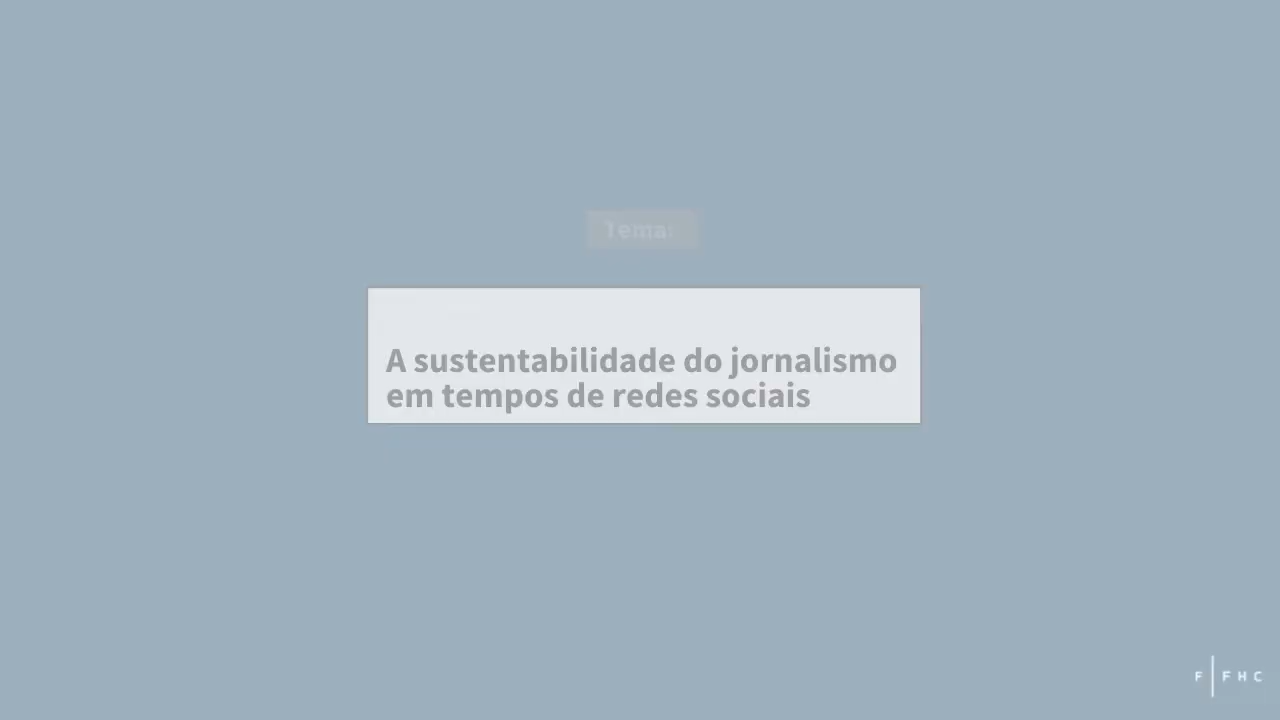 Tema:
A sustentabilidade do jornalismo
em tempos de redes sociais
F FHC